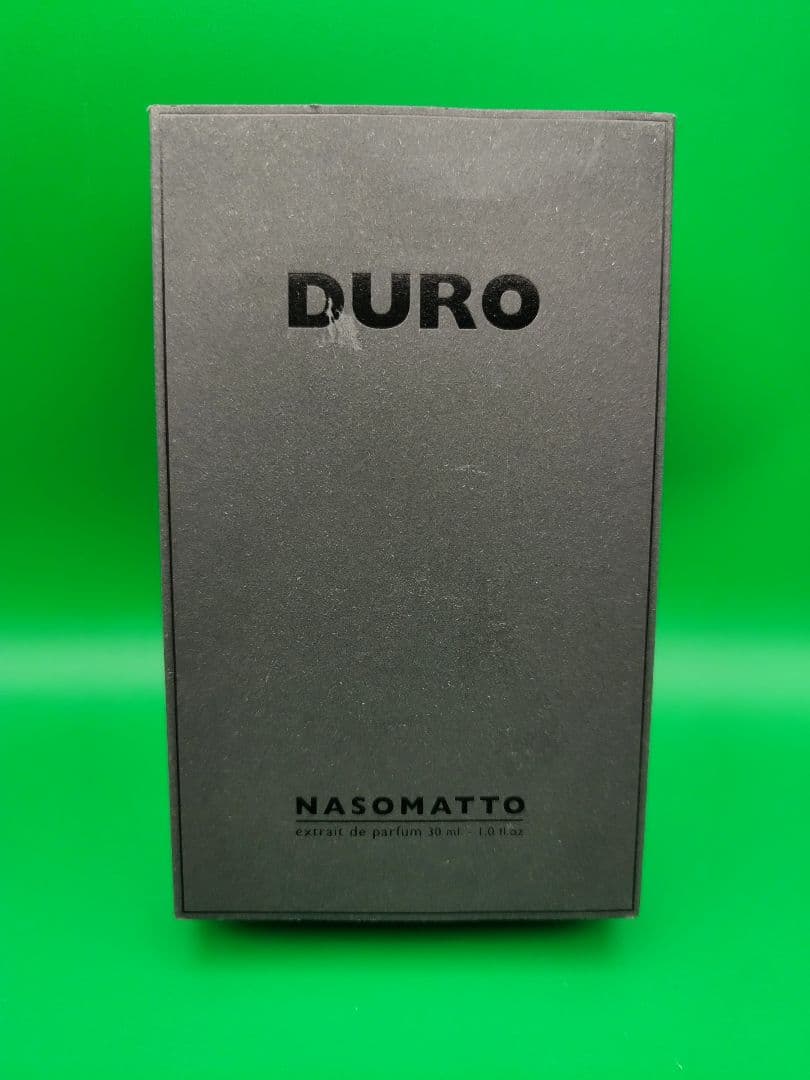 DURO
NASOMATTO
extrait de parfum 30 ml - 1.0 fl.oz